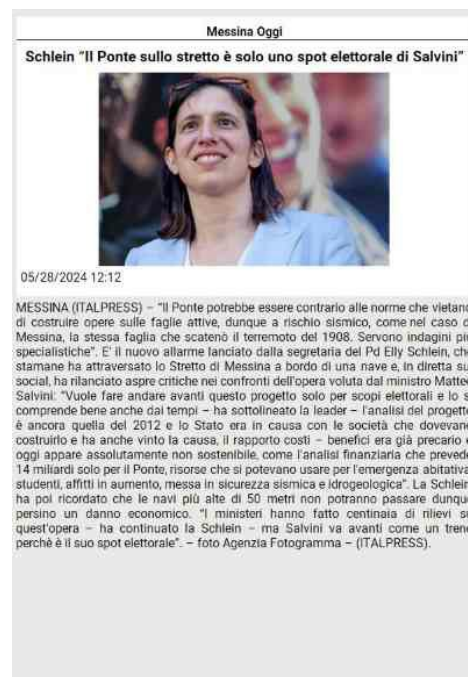 Messina Oggi
Schlein “Il Ponte sullo stretto è solo uno spot elettorale di Salvini”
05/28/2024 12:12
MESSINA (ITALPRESS) – “Il Ponte potrebbe essere contrario alle norme che vietano
di costruire opere sulle faglie attive, dunque a rischio sismico, come nel caso d
Messina, la stessa faglia che scatenò il terremoto del 1908. Servono indagini più
specialistiche”. E’ il nuovo allarme lanciato dalla segretaria del Pd Elly Schlein, che
stamane ha attraversato lo Stretto di Messina a bordo di una nave e, in diretta su
social, ha rilanciato aspre critiche nei confronti dell’opera voluta dal ministro Matteo
Salvini: “Vuole fare andare avanti questo progetto solo per scopi elettorali e lo s
comprende bene anche dai tempi – ha sottolineato la leader – l’analisi del progetto
è ancora quella del 2012 e lo Stato era in causa con le società che dovevano
costruirlo e ha anche vinto la causa, il rapporto costi – benefici era già precario e
oggi appare assolutamente non sostenibile, come l’analisi finanziaria che prevede
14 miliardi solo per il Ponte, risorse che si potevano usare per l’emergenza abitativa
studenti, affitti in aumento, messa in sicurezza sismica e idrogeologica”. La Schlein
ha poi ricordato che le navi più alte di 50 metri non potranno passare dunque
persino un danno economico. “I ministeri hanno fatto centinaia di rilievi su
quest’opera – ha continuato la Schlein – ma Salvini va avanti come un treno
perchè è il suo spot elettorale”. – foto Agenzia Fotogramma – (ITALPRESS).